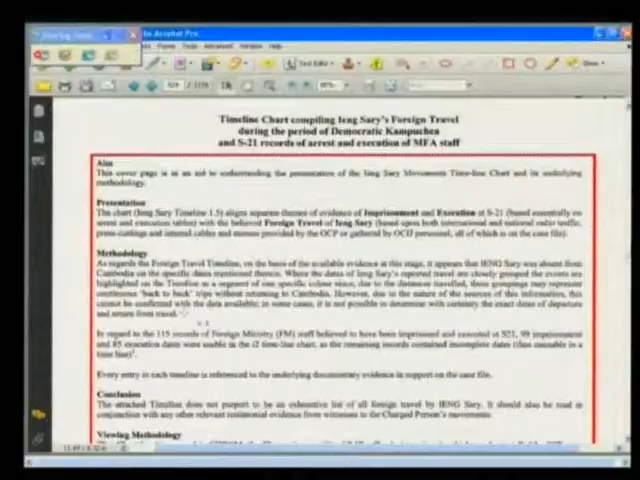 Timeline Chart compiling Ieng Sary's Foreign Travel
during the period of Democratic Kampuchea
and S-21 records of arrest and execution of MFA staff
Aim
This cover page is as an aid to understanding the presentation of the Ieng Sary Movements Time-line Chart and its underlying
methodology.
Presentation
The chart (Ieng Sary Timeline 1.5) aligns separate themes of evidence of Imprisonment and Execution at S-21 (based essentially on
arrest and execution tables) with the believed Foreign Travel of Ieng Sary (based upon both international and national radio traffic,
press-cuttings and internal cables and memos provided by the OCP or gathered by OCIJ personnel, all of which is on the case file).
Methodology
As regards the Foreign Travel Timeline, on the basis of the available evidence at this stage, it appears that IENG Sary was absent from
Cambodia on the specific dates mentioned therein. Where the dates of Ieng Sary's reported travel are closely grouped the events are
highlighted on the Timeline as a segment of one specific colour since, due to the distances travelled, these groupings may represent
continuous 'back to back' trips without returning to Cambodia. However, due to the nature of the sources of this information, this
cannot be confirmed with the data available; in some cases, it is not possible to determine with certainty the exact dates of departure
and return from travel.
In regard to the 115 records of Foreign Ministry (FM) staff believed to have been imprisoned and executed at S21, 99 imprisonment
and 85 execution dates were usable in the i2 time-line chart, as the remaining records contained incomplete dates (thus unusable in a
time line)
Every entry in each timeline is referenced to the underlying documentary evidence in support on the case file.
Conclusion
The attached Timeline does not purport to be an exhaustive list of all foreign travel by IENG Sary. It should also be read in
conjunction with any other relevant testimonial evidence from witnesses to the Charged Person's movements.
Viewing Methodology